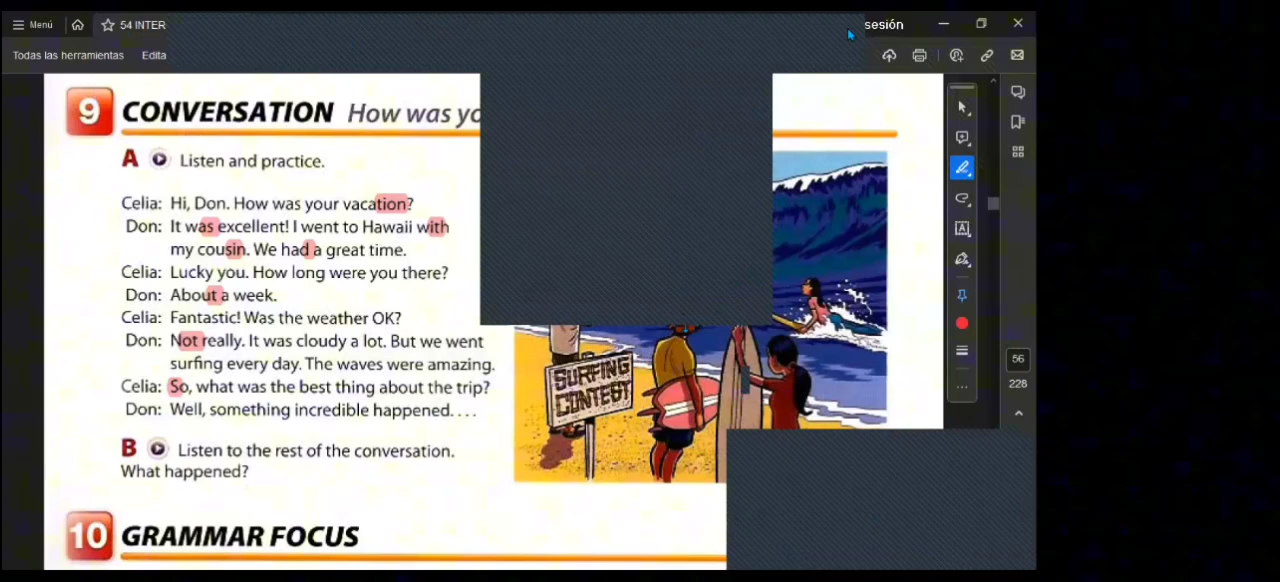 Menú
54 INTER
sesión
Todas las herramientas
Edita
9 CONVERSATION How was
A Listen and practice.
Celia: Hi, Don. How was your vacation?
Don: It was excellent! I went to Hawaii with
my cousin. We had a great time.
Celia: Lucky you. How long were you there?
Don: About a week.
Celia: Fantastic! Was the weather OK?
Don: Not really. It was cloudy a lot. But we went
surfing every day. The waves were amazing.
Celia: So, what was the best thing about the trip?
Don: Well, something incredible happened. . . .
SURFING
CONTEST
B Listen to the rest of the conversation.
What happened?
10 GRAMMAR FOCUS
56
228